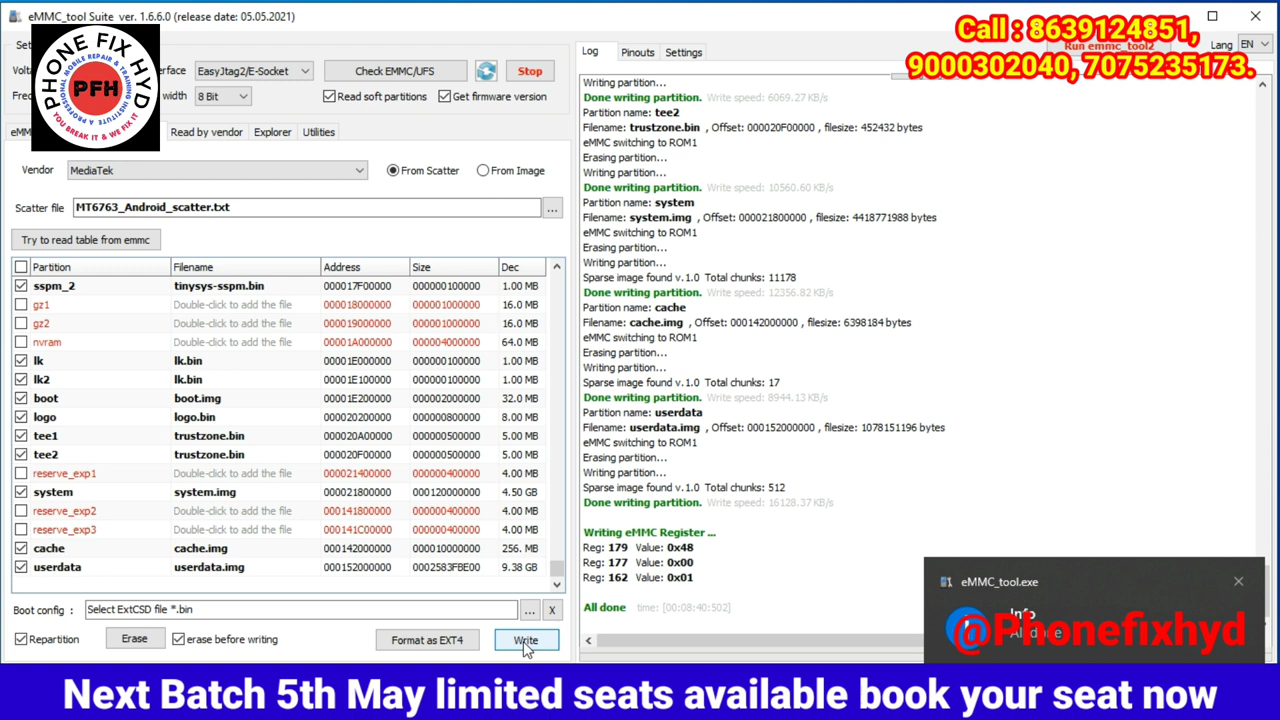 eMMC_tool Suite ver. 1.6.6.0 (release date: 05.05.2021)
Call : 8639124851,
9000302040, 7075235173.
PHONE FIX HYD
A PROFESSIONAL MOBILE REPAIR & TRAINING INSTITUTE
PFH
YOU BREAK IT & WE FIX IT
EasyJtag2/E-Socket
Check EMMC/UFS
Stop
8 Bit
Read soft partitions
Get firmware version
Read by vendor Explorer Utilities
Vendor MediaTek From Scatter From Image
Scatter file MT6763_Android_scatter.txt ...
Try to read table from emmc
Partition Filename Address Size Dec
sspm_2 tinysys-sspm.bin 000017F00000 000000100000 1.00 MB
gz1 Double-click to add the file 000018000000 000001000000 16.0 MB
gz2 Double-click to add the file 000019000000 000001000000 16.0 MB
nvram Double-click to add the file 00001A000000 000004000000 64.0 MB
lk lk.bin 00001E000000 000000100000 1.00 MB
lk2 lk.bin 00001E100000 000000100000 1.00 MB
boot boot.img 00001E200000 000002000000 32.0 MB
logo logo.bin 000020200000 000000800000 8.00 MB
tee1 trustzone.bin 000020A00000 000000500000 5.00 MB
tee2 trustzone.bin 000020F00000 000000500000 5.00 MB
reserve_exp1 Double-click to add the file 000021400000 000000400000 4.00 MB
system system.img 000021800000 000120000000 4.50 GB
reserve_exp2 Double-click to add the file 000141800000 000000400000 4.00 MB
reserve_exp3 Double-click to add the file 000141C00000 000000400000 4.00 MB
cache cache.img 000142000000 000010000000 256. MB
userdata userdata.img 000152000000 0002583FBE00 9.38 GB
Boot config : Select ExtCSD file *.bin ... X
Repartition Erase erase before writing Format as EXT4 Write
Log Pinouts Settings
Run emmc_tool2 Lang EN
Writing partition...
Done writing partition. Write speed: 6069.27 KB/s
Partition name: tee2
Filename: trustzone.bin , Offset: 000020F00000 , filesize: 452432 bytes
eMMC switching to ROM1
Erasing partition...
Writing partition...
Done writing partition. Write speed: 10560.60 KB/s
Partition name: system
Filename: system.img , Offset: 000021800000 , filesize: 4418771988 bytes
eMMC switching to ROM1
Erasing partition...
Writing partition...
Sparse image found v.1.0 Total chunks: 11178
Done writing partition. Write speed: 12356.82 KB/s
Partition name: cache
Filename: cache.img , Offset: 000142000000 , filesize: 6398184 bytes
eMMC switching to ROM1
Erasing partition...
Writing partition...
Sparse image found v.1.0 Total chunks: 17
Done writing partition. Write speed: 8944.13 KB/s
Partition name: userdata
Filename: userdata.img , Offset: 000152000000 , filesize: 1078151196 bytes
eMMC switching to ROM1
Erasing partition...
Writing partition...
Sparse image found v.1.0 Total chunks: 512
Done writing partition. Write speed: 16128.37 KB/s
Writing eMMC Register ...
Reg: 179 Value: 0x48
Reg: 177 Value: 0x00
Reg: 162 Value: 0x01
All done time: [00:08:40:502]
eMMC_tool.exe
Info
All done
@Phonefixhyd
Next Batch 5th May limited seats available book your seat now